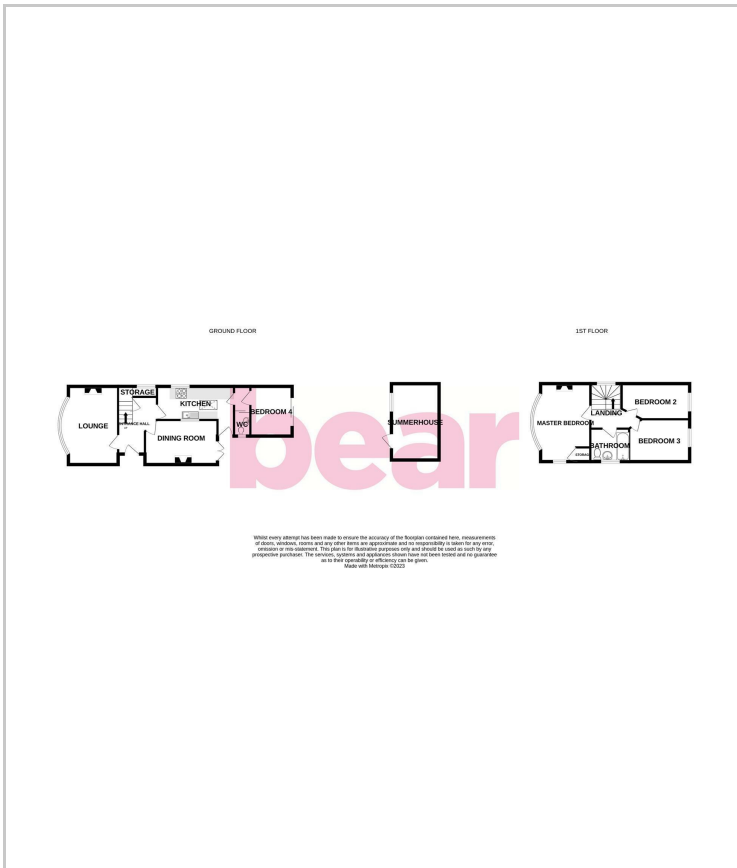 GROUND FLOOR
1ST FLOOR
STORAGE
KITCHEN
LOUNGE
ENTRANCE HALL
UP
DINING ROOM
WC
BEDROOM 4
SUMMERHOUSE
BEDROOM 2
LANDING
MASTER BEDROOM
BATHROOM
BEDROOM 3
STORAGE
bear
Whilst every attempt has been made to ensure the accuracy of the floorplan contained here, measurements
of doors, windows, rooms and any other items are approximate and no responsibility is taken for any error,
omission or mis-statement. This plan is for illustrative purposes only and should be used as such by any
prospective purchaser. The services, systems and appliances shown have not been tested and no guarantee
as to their operability or efficiency can be given.
Made with Metropix ©2023